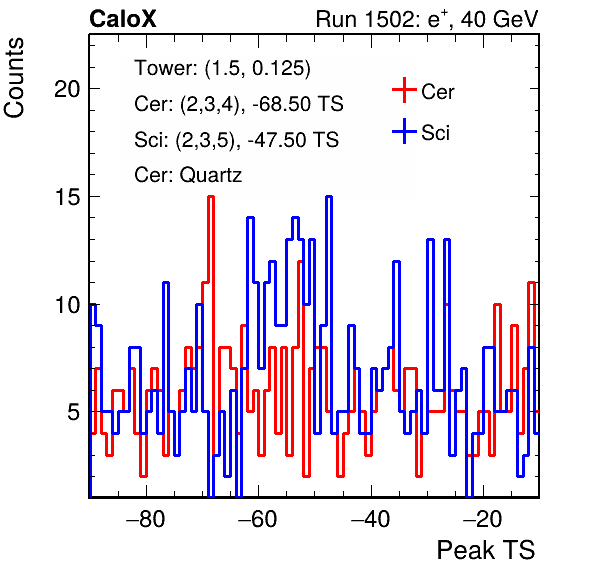 CaloX Run 1502: e+, 40 GeV
Counts
Tower: (1.5, 0.125)
Cer: (2,3,4), -68.50 TS
Sci: (2,3,5), -47.50 TS
Cer: Quartz
Cer
Sci
20
15
10
5
−80 −60 −40 −20
Peak TS